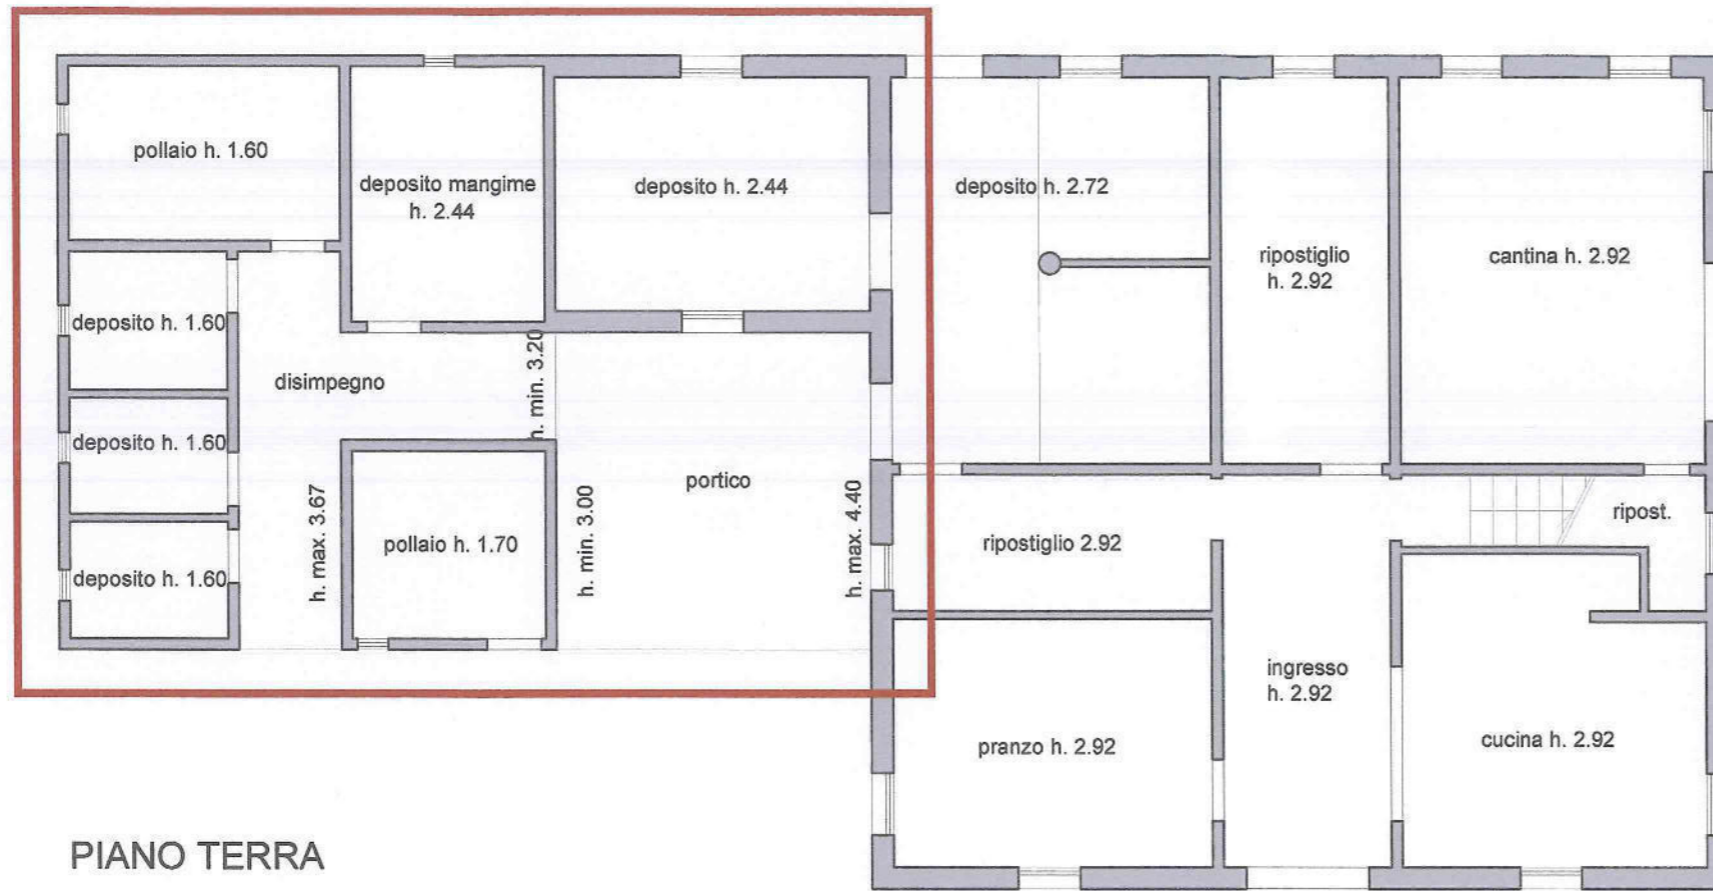 pollaio h. 1.60
deposito mangime
h. 2.44
deposito h. 2.44
deposito h. 2.72
ripostiglio
h. 2.92
cantina h. 2.92
deposito h. 1.60
disimpegno
h. min. 3.20
deposito h. 1.60
portico
h. max. 3.67
pollaio h. 1.70
h. min. 3.00
h. max. 4.40
ripostiglio 2.92
ripost.
deposito h. 1.60
ingresso
h. 2.92
pranzo h. 2.92
cucina h. 2.92
PIANO TERRA